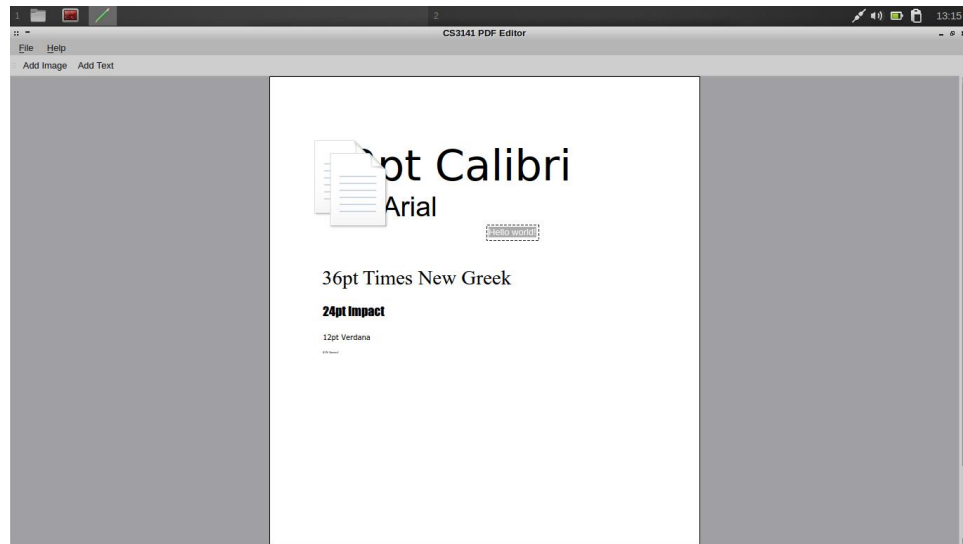 1 2 13:15
CS3141 PDF Editor
File Help
Add Image Add Text
pt Calibri
Arial
Hello world!
36pt Times New Greek
24pt Impact
12pt Verdana